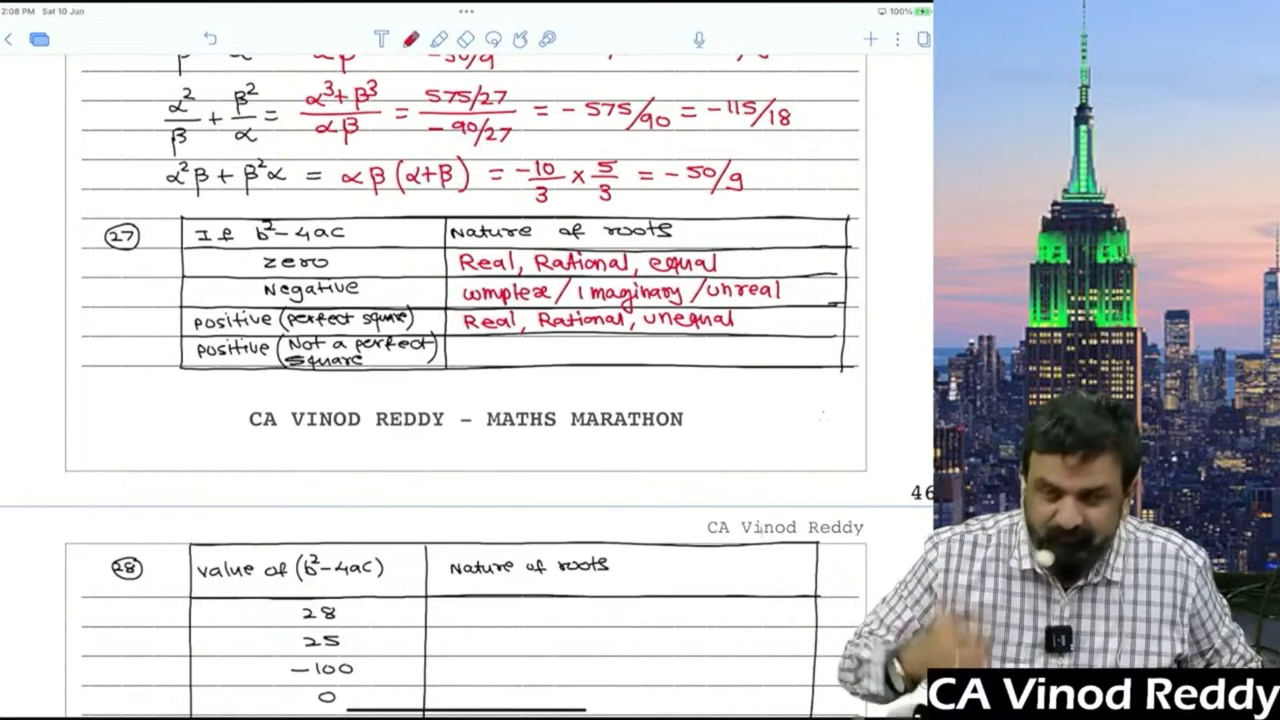 2:08 PM Sat 10 Jun
100%
T
β α αβ -50/9
α²/β + β²/α = α³+β³/αβ = 575/27 / -90/27 = -575/90 = -115/18
α²β + β²α = αβ(α+β) = -10/3 × 5/3 = -50/9
27 If b²-4ac Nature of roots
zero Real, Rational, equal
Negative complex/Imaginary/unreal
positive (perfect square) Real, Rational, unequal
positive (Not a perfect square)
CA VINOD REDDY - MATHS MARATHON
46
CA Vinod Reddy
28 value of (b²-4ac) Nature of roots
28
25
-100
0
CA Vinod Reddy